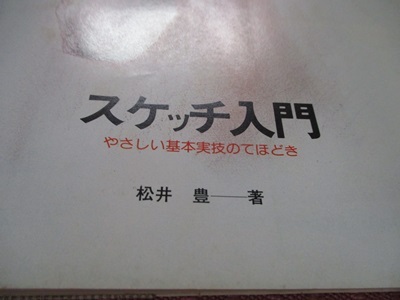 スケッチ入門
やさしい基本実技のてほどき
松井 豊──著